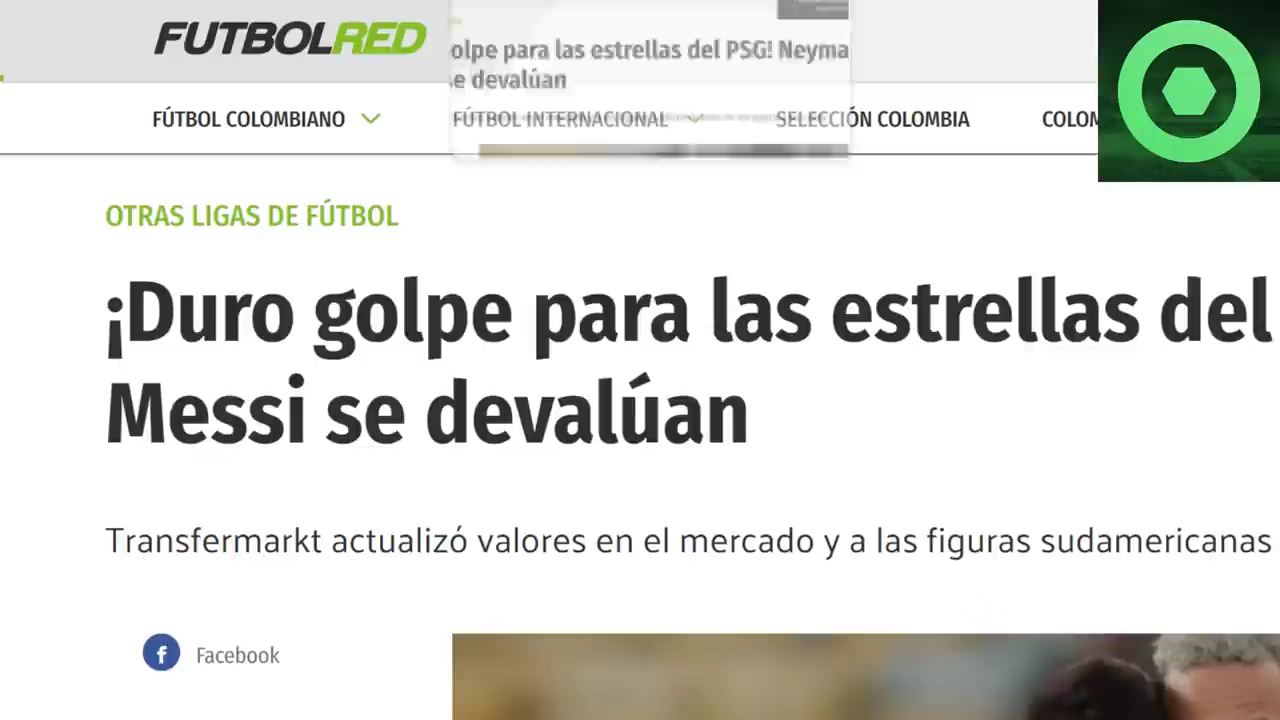 FUTBOLRED
olpe para las estrellas del PSG! Neyma
se devalúan
FÚTBOL COLOMBIANO
FÚTBOL INTERNACIONAL
SELECCIÓN COLOMBIA
COLOM
OTRAS LIGAS DE FÚTBOL
¡Duro golpe para las estrellas del
Messi se devalúan
Transfermarkt actualizó valores en el mercado y a las figuras sudamericanas
f Facebook